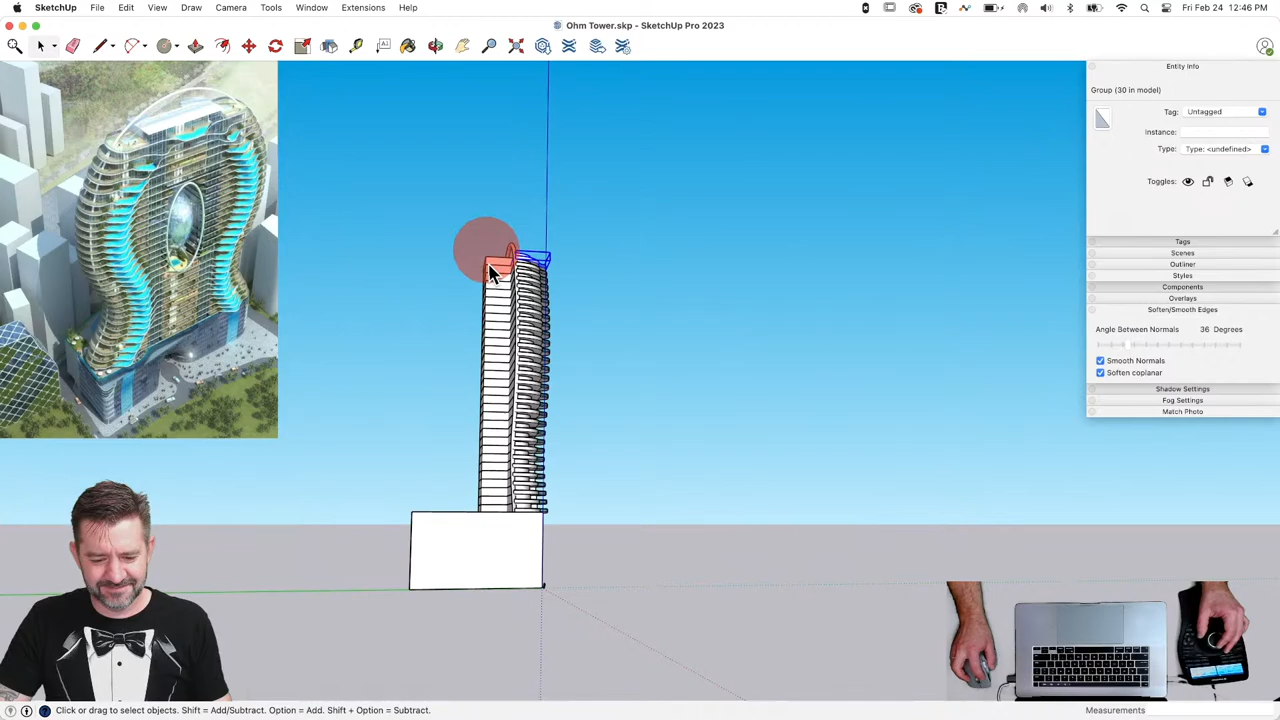 SketchUp File Edit View Draw Camera Tools Window Extensions Help Fri Feb 24 12:46 PM
Ohm Tower.skp - SketchUp Pro 2023
Entity Info
Group (30 in model)
Tag: Untagged
Instance:
Type: Type: <undefined>
Toggles:
Tags
Scenes
Outliner
Styles
Components
Overlays
Soften/Smooth Edges
Angle Between Normals 36 Degrees
Smooth Normals
Soften coplanar
Shadow Settings
Fog Settings
Match Photo
Click or drag to select objects. Shift = Add/Subtract. Option = Add. Shift + Option = Subtract. Measurements